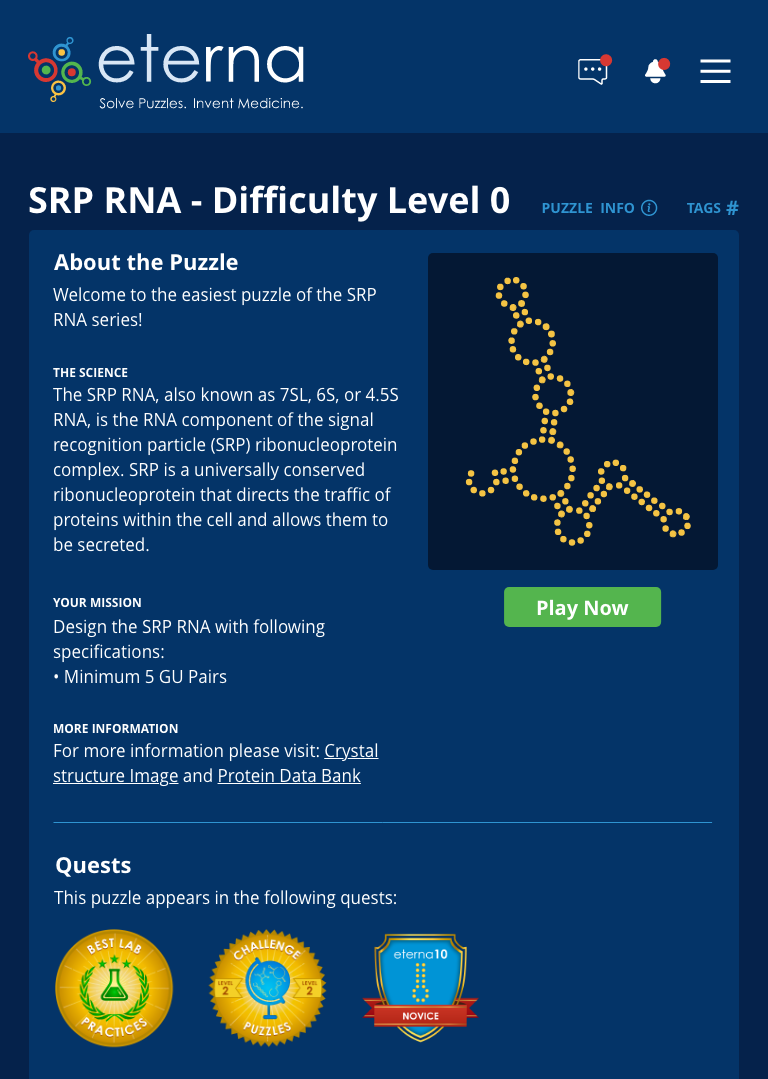 eterna
Solve Puzzles. Invent Medicine.
SRP RNA - Difficulty Level 0
PUZZLE INFO i
TAGS #
About the Puzzle
Welcome to the easiest puzzle of the SRP
RNA series!
THE SCIENCE
The SRP RNA, also known as 7SL, 6S, or 4.5S
RNA, is the RNA component of the signal
recognition particle (SRP) ribonucleoprotein
complex. SRP is a universally conserved
ribonucleoprotein that directs the traffic of
proteins within the cell and allows them to
be secreted.
Play Now
YOUR MISSION
Design the SRP RNA with following
specifications:
• Minimum 5 GU Pairs
MORE INFORMATION
For more information please visit: Crystal
structure Image and Protein Data Bank
Quests
This puzzle appears in the following quests:
BEST LAB
PRACTICES
CHALLENGE
LEVEL
2
LEVEL
2
PUZZLES
eterna10
NOVICE